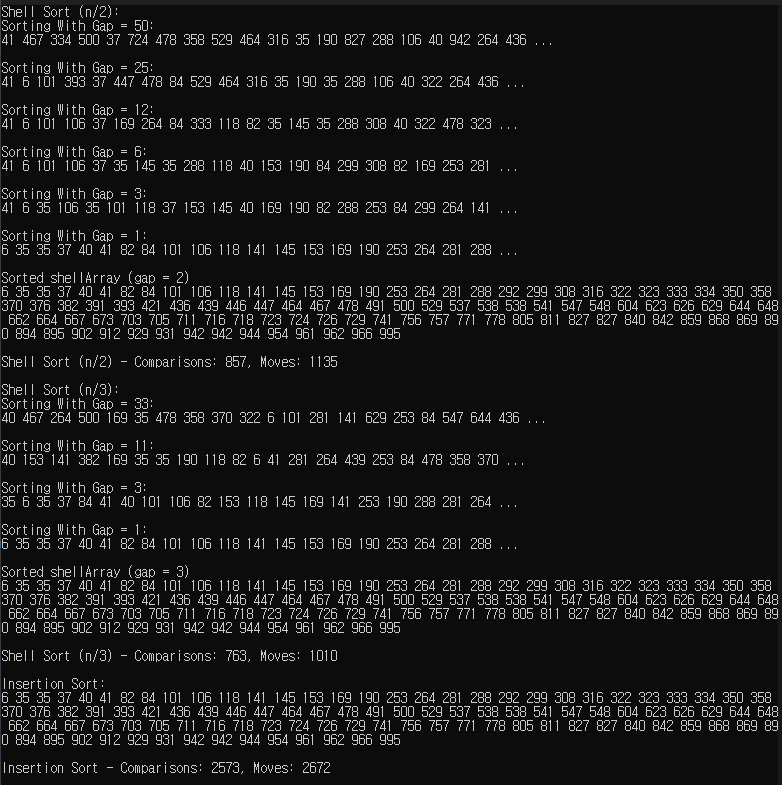 Shell Sort (n/2):
Sorting With Gap = 50:
41 467 334 500 37 724 478 358 529 464 316 35 190 827 288 106 40 942 264 436 ...
Sorting With Gap = 25:
41 6 101 393 37 447 478 84 529 464 316 35 190 35 288 106 40 322 264 436 ...
Sorting With Gap = 12:
41 6 101 106 37 169 264 84 333 118 82 35 145 35 288 308 40 322 478 323 ...
Sorting With Gap = 6:
41 6 101 106 37 35 145 35 288 118 40 153 190 84 299 308 82 169 253 281 ...
Sorting With Gap = 3:
41 6 35 106 35 101 118 37 153 145 40 169 190 82 288 253 84 299 264 141 ...
Sorting With Gap = 1:
6 35 35 37 40 41 82 84 101 106 118 141 145 153 169 190 253 264 281 288 ...
Sorted shellArray (gap = 2)
6 35 35 37 40 41 82 84 101 106 118 141 145 153 169 190 253 264 281 288 292 299 308 316 322 323 333 334 350 358
370 376 382 391 393 421 436 439 446 447 464 467 478 491 500 529 537 538 538 541 547 548 604 623 626 629 644 648
662 664 667 673 703 705 711 716 718 723 724 726 729 741 756 757 771 778 805 811 827 827 840 842 859 868 869 89
0 894 895 902 912 929 931 942 942 944 954 961 962 966 995
Shell Sort (n/2) - Comparisons: 857, Moves: 1135
Shell Sort (n/3):
Sorting With Gap = 33:
40 467 264 500 169 35 478 358 370 322 6 101 281 141 629 253 84 547 644 436 ...
Sorting With Gap = 11:
40 153 141 382 169 35 35 190 118 82 6 41 281 264 439 253 84 478 358 370 ...
Sorting With Gap = 3:
35 6 35 37 84 41 40 101 106 82 153 118 145 169 141 253 190 288 281 264 ...
Sorting With Gap = 1:
6 35 35 37 40 41 82 84 101 106 118 141 145 153 169 190 253 264 281 288 ...
Sorted shellArray (gap = 3)
6 35 35 37 40 41 82 84 101 106 118 141 145 153 169 190 253 264 281 288 292 299 308 316 322 323 333 334 350 358
370 376 382 391 393 421 436 439 446 447 464 467 478 491 500 529 537 538 538 541 547 548 604 623 626 629 644 648
662 664 667 673 703 705 711 716 718 723 724 726 729 741 756 757 771 778 805 811 827 827 840 842 859 868 869 89
0 894 895 902 912 929 931 942 942 944 954 961 962 966 995
Shell Sort (n/3) - Comparisons: 763, Moves: 1010
Insertion Sort:
6 35 35 37 40 41 82 84 101 106 118 141 145 153 169 190 253 264 281 288 292 299 308 316 322 323 333 334 350 358
370 376 382 391 393 421 436 439 446 447 464 467 478 491 500 529 537 538 538 541 547 548 604 623 626 629 644 648
662 664 667 673 703 705 711 716 718 723 724 726 729 741 756 757 771 778 805 811 827 827 840 842 859 868 869 89
0 894 895 902 912 929 931 942 942 944 954 961 962 966 995
Insertion Sort - Comparisons: 2573, Moves: 2672